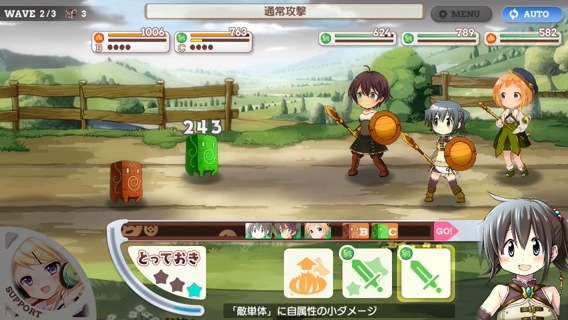 WAVE 2/3 3
通常攻撃
MENU
AUTO
1006
B
763
C
624
789
582
243
B
C
GO!
とっておき
SUPPORT
「敵単体」に自属性の小ダメージ